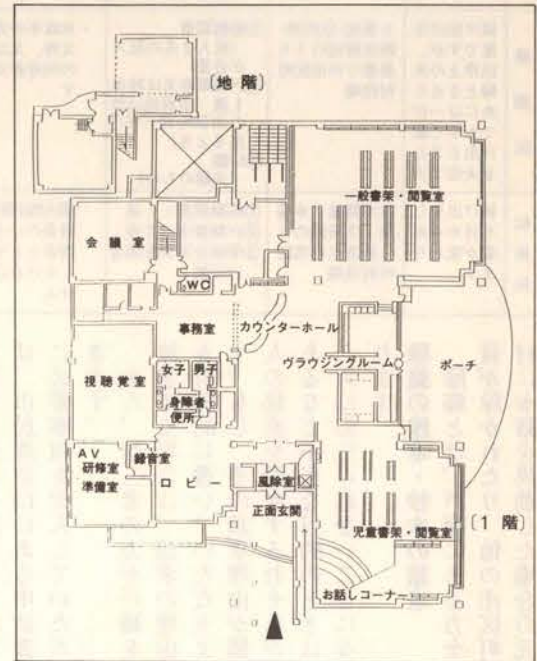 〔地階〕
一般書架・閲覧室
会議室
WC
事務室
カウンターホール
女子
男子
ヴラウジングルーム
ポーチ
視聴覚室
身障者
便所
AV
研修室
準備室
録音室
ロビー
風除室
正面玄関
〔1階〕
児童書架・閲覧室
お話しコーナー